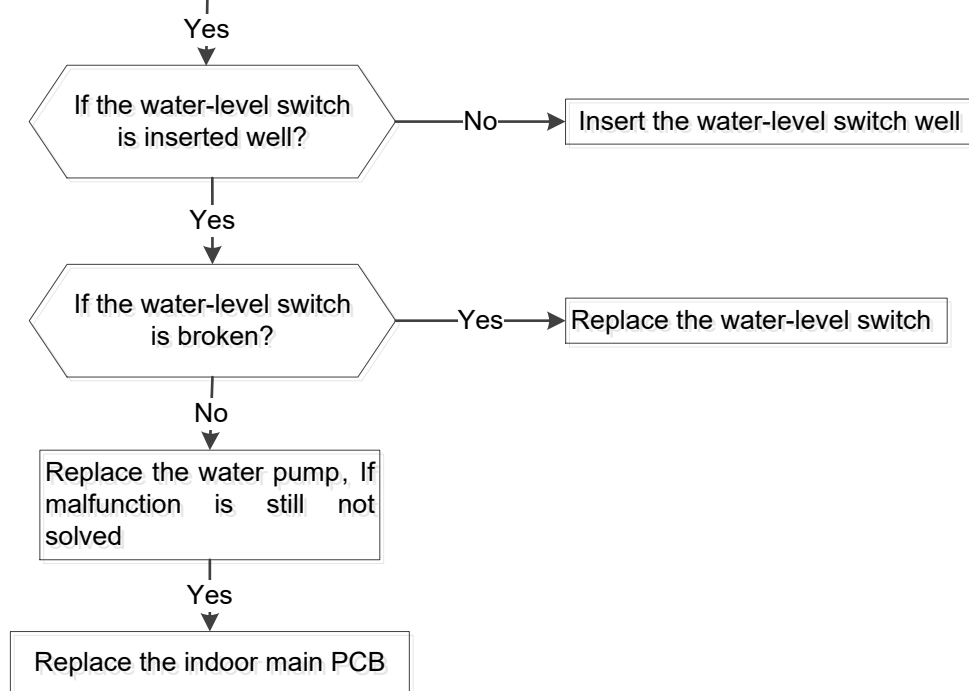 Yes
If the water-level switch
is inserted well?
No
Insert the water-level switch well
Yes
If the water-level switch
is broken?
Yes
Replace the water-level switch
No
Replace the water pump, If
malfunction is still not
solved
Yes
Replace the indoor main PCB